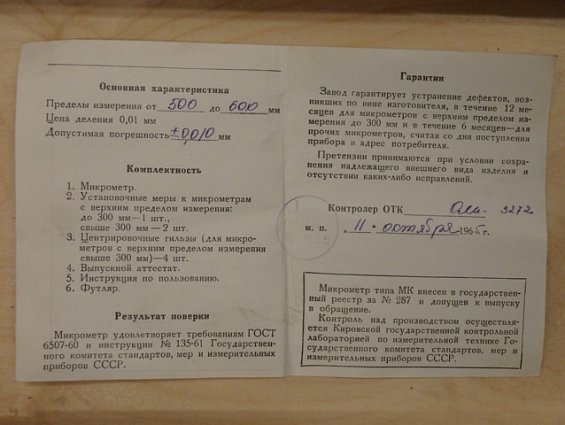 Основная характеристика
Пределы измерения от 500 до 600 мм
Цена деления 0,01 мм
Допустимая погрешность ±0,010 мм
Комплектность
1. Микрометр.
2. Установочные меры к микрометрам
с верхним пределом измерения:
до 300 мм—1 шт.,
свыше 300 мм—2 шт.
3. Центрировочные гильзы (для микро-
метров с верхним пределом измерения
свыше 300 мм)—4 шт.
4. Выпускной аттестат.
5. Инструкция по пользованию.
6. Футляр.
Результат поверки
Микрометр удовлетворяет требованиям ГОСТ
6507-60 и инструкции № 135-61 Государствен-
ного комитета стандартов, мер и измерительных
приборов СССР.
Гарантия
Завод гарантирует устранение дефектов, воз-
никших по вине изготовителя, в течение 12 ме-
сяцев для микрометров с верхним пределом из-
мерения до 300 мм и в течение 6 месяцев—для
прочих микрометров, считая со дня поступления
прибора в адрес потребителя.
Претензии принимаются при условии сохра-
нения надлежащего внешнего вида изделия и
отсутствии каких-либо исправлений.
Контролер ОТК 3272
м. п. „11" октября 1965 г.
Микрометр типа МК внесен в государствен-
ный реестр за № 287 и допущен к выпуску
в обращение.
Контроль над производством осуществля-
ется Кировской государственной контрольной
лабораторией по измерительной технике Го-
сударственного комитета стандартов, мер и
измерительных приборов СССР.